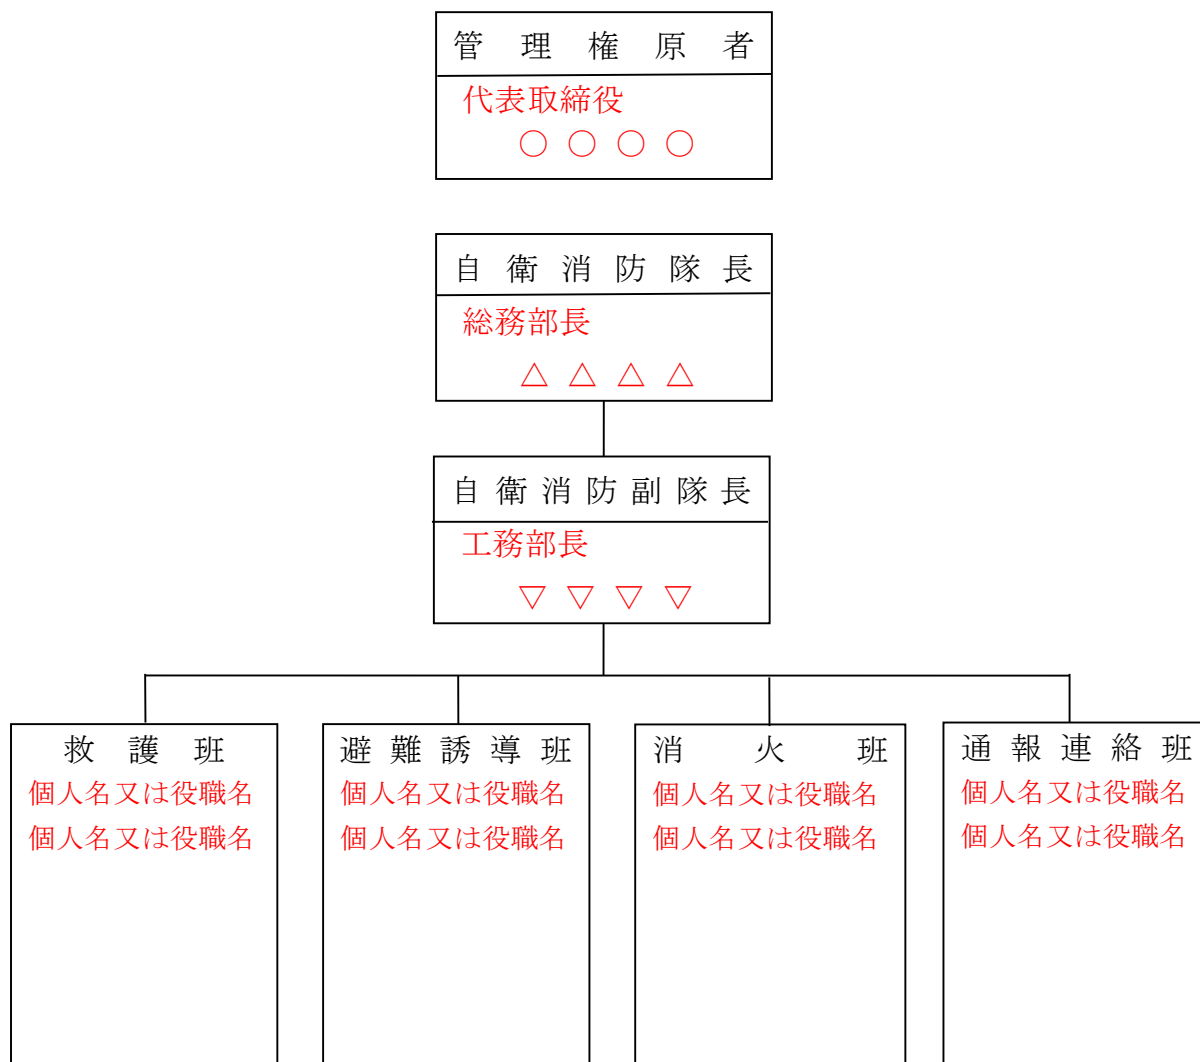 管理権原者
代表取締役
○○○○
自衛消防隊長
総務部長
△△△△
自衛消防副隊長
工務部長
▽▽▽▽
救護班
個人名又は役職名
個人名又は役職名
避難誘導班
個人名又は役職名
個人名又は役職名
消火班
個人名又は役職名
個人名又は役職名
通報連絡班
個人名又は役職名
個人名又は役職名